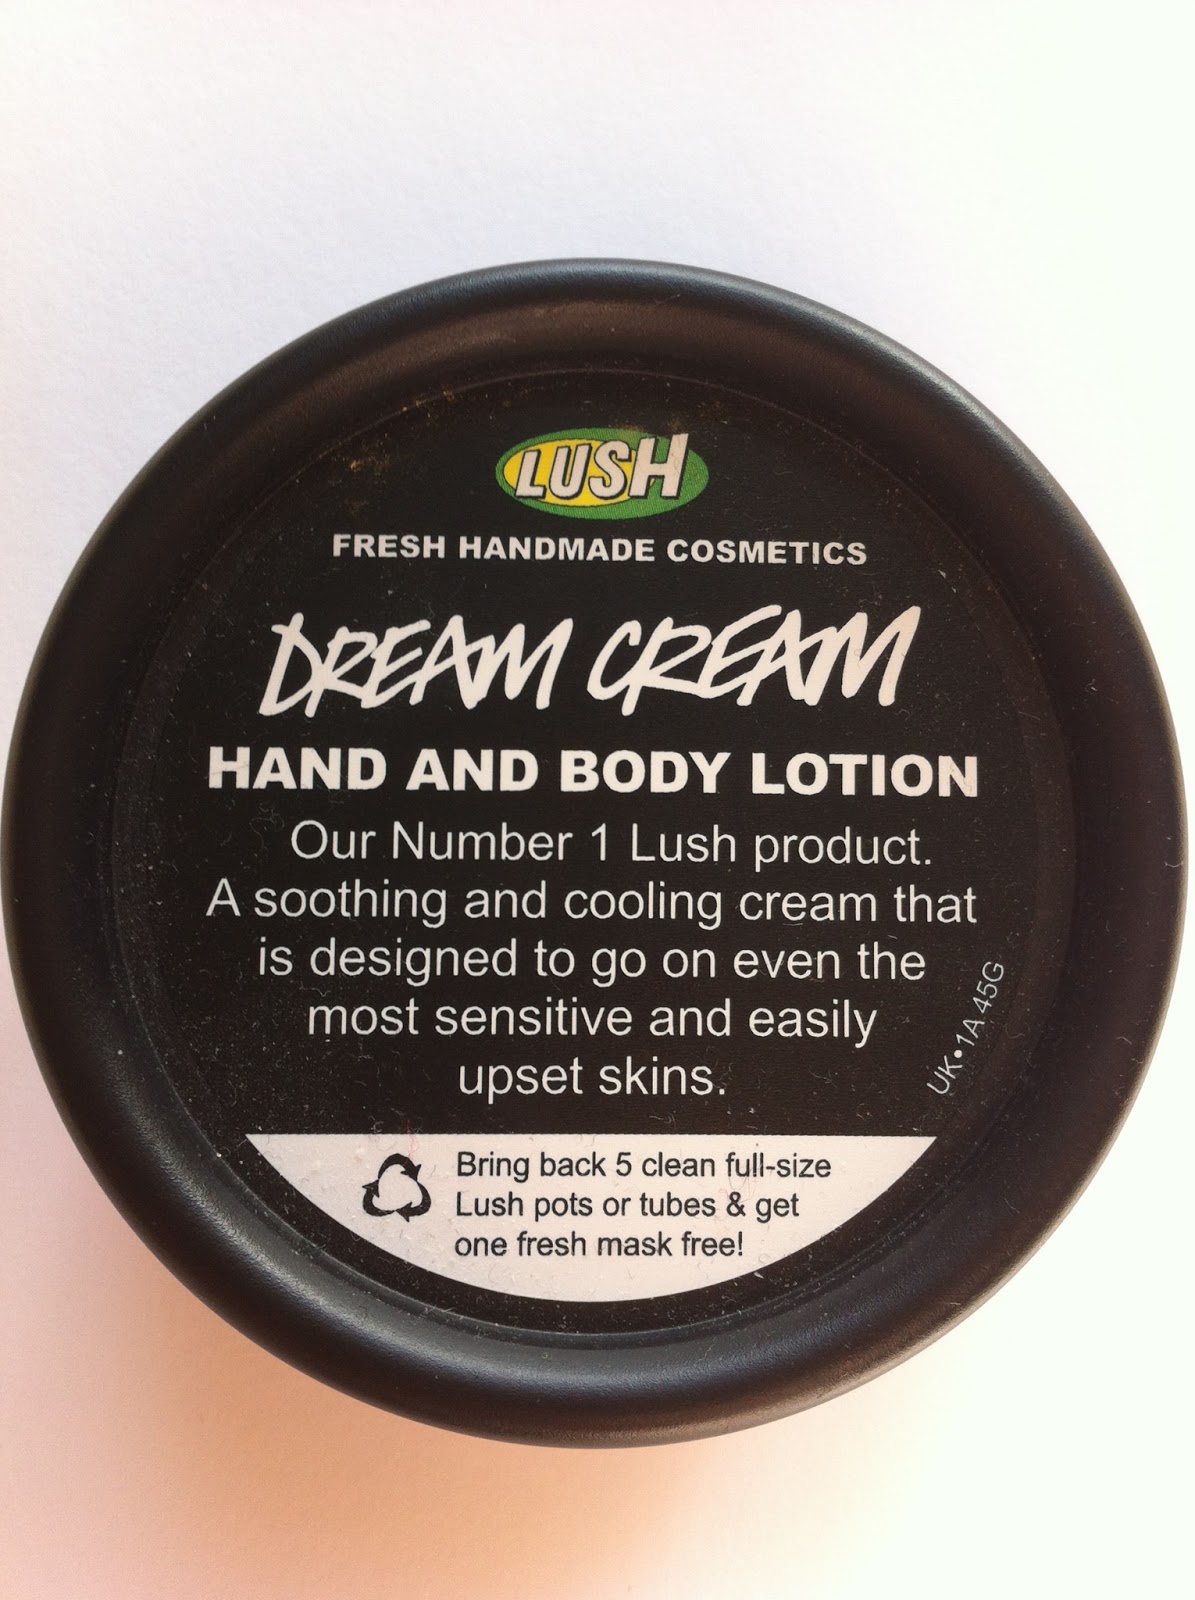 LUSH
FRESH HANDMADE COSMETICS
DREAM CREAM
HAND AND BODY LOTION
Our Number 1 Lush product.
A soothing and cooling cream that
is designed to go on even the
most sensitive and easily
upset skins.
UK•1A 45G
Bring back 5 clean full-size
Lush pots or tubes & get
one fresh mask free!